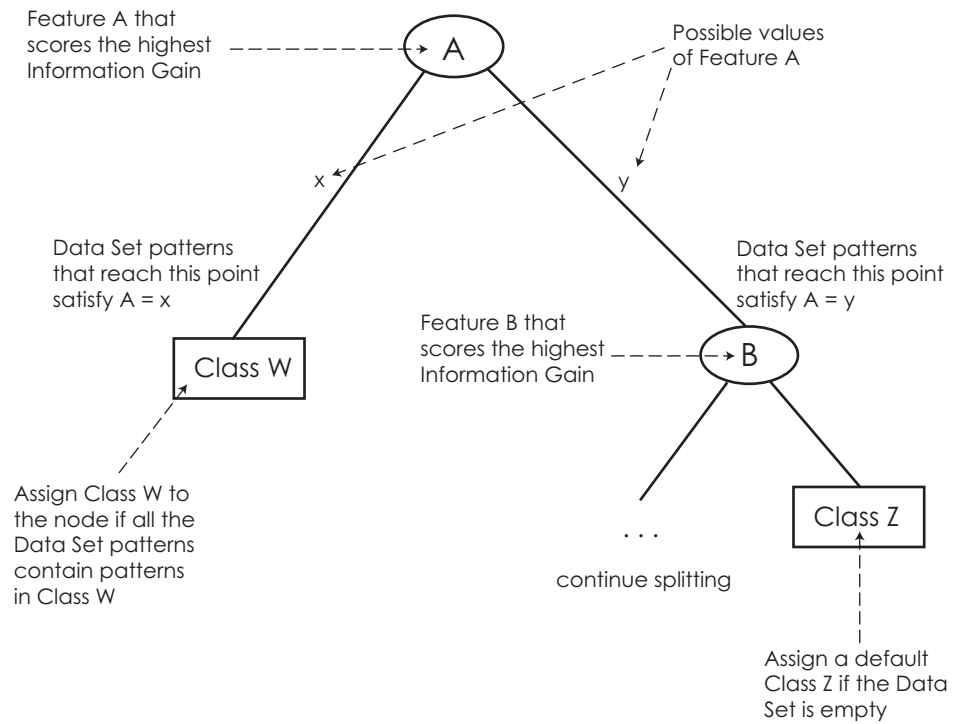 Feature A that
scores the highest
Information Gain
A
Possible values
of Feature A
x
y
Data Set patterns
that reach this point
satisfy A = x
Data Set patterns
that reach this point
satisfy A = y
Feature B that
scores the highest
Information Gain
B
Class W
Assign Class W to
the node if all the
Data Set patterns
contain patterns
in Class W
. . .
continue splitting
Class Z
Assign a default
Class Z if the Data
Set is empty